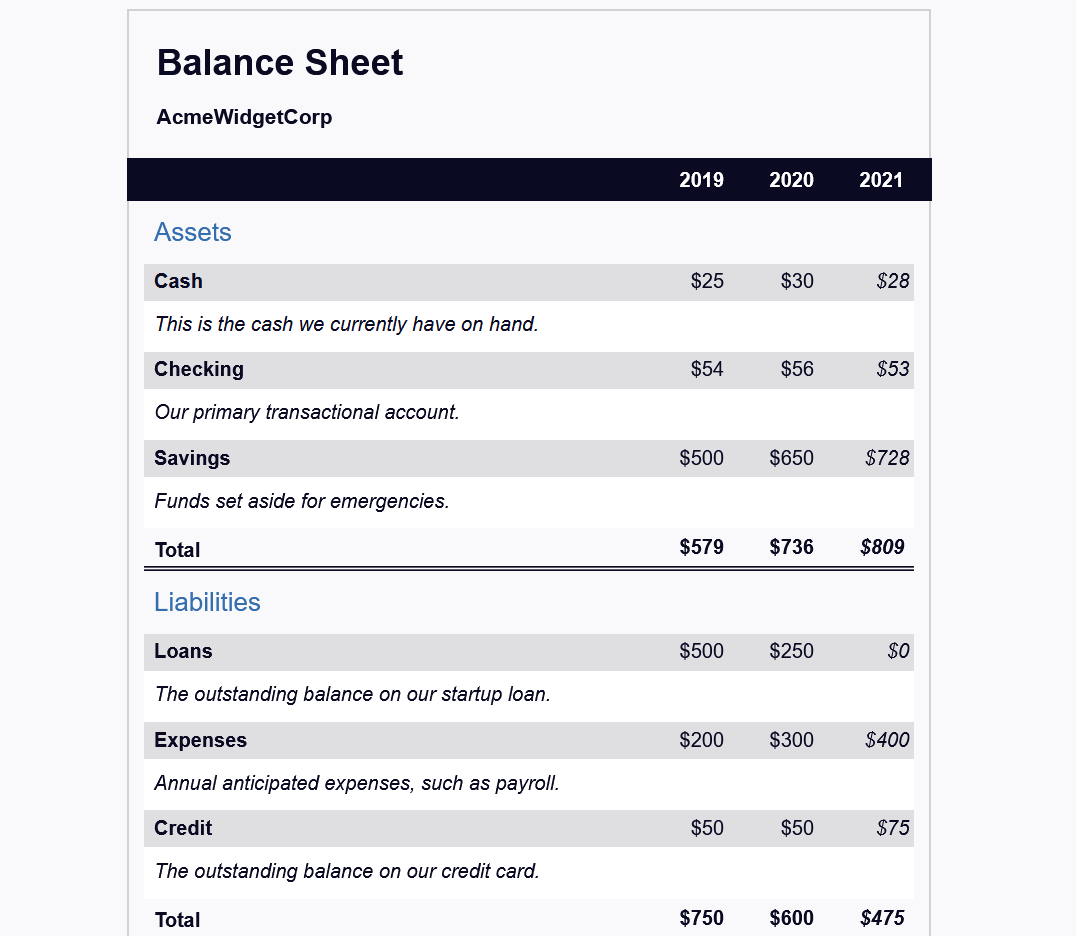 Balance Sheet
AcmeWidgetCorp
2019 2020 2021
Assets
Cash $25 $30 $28
This is the cash we currently have on hand.
Checking $54 $56 $53
Our primary transactional account.
Savings $500 $650 $728
Funds set aside for emergencies.
Total $579 $736 $809
Liabilities
Loans $500 $250 $0
The outstanding balance on our startup loan.
Expenses $200 $300 $400
Annual anticipated expenses, such as payroll.
Credit $50 $50 $75
The outstanding balance on our credit card.
Total $750 $600 $475